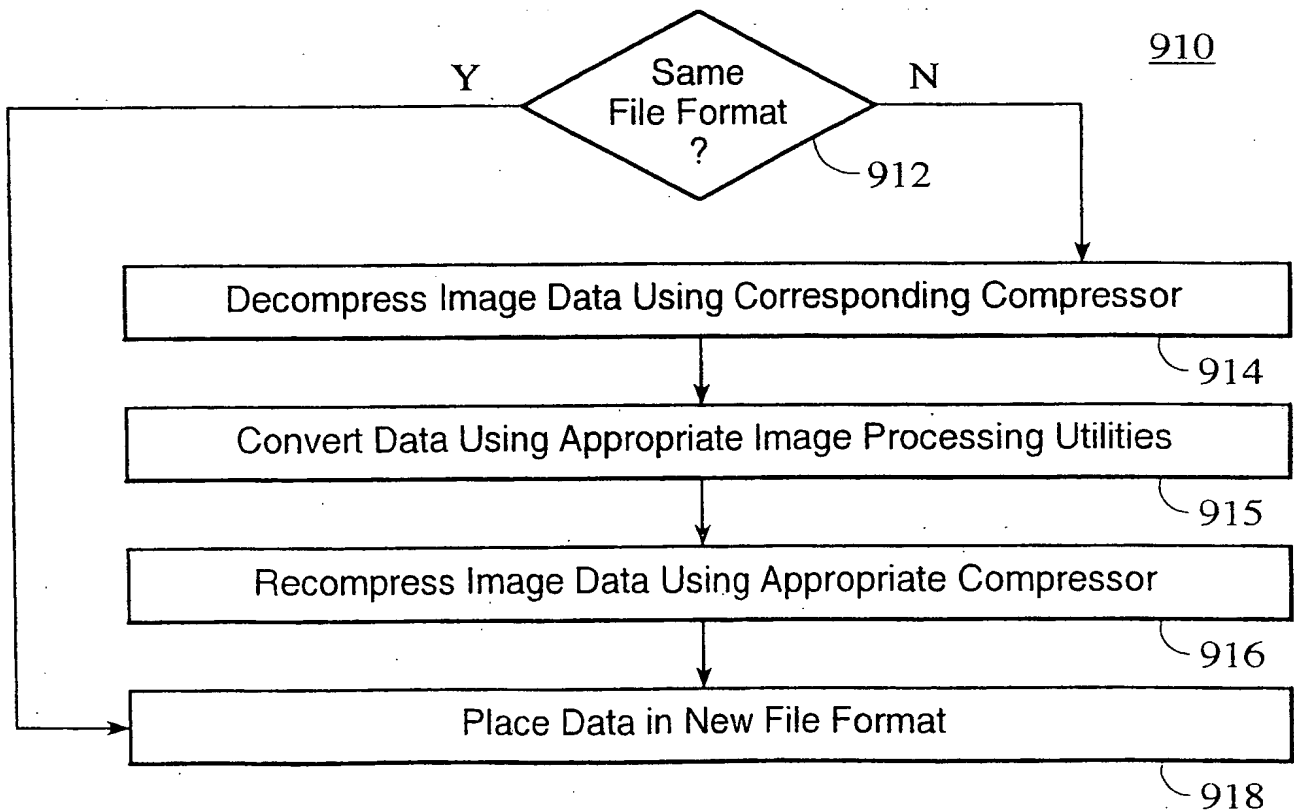 910
Y
Same
File Format
?
N
912
Decompress Image Data Using Corresponding Compressor
914
Convert Data Using Appropriate Image Processing Utilities
915
Recompress Image Data Using Appropriate Compressor
916
Place Data in New File Format
918